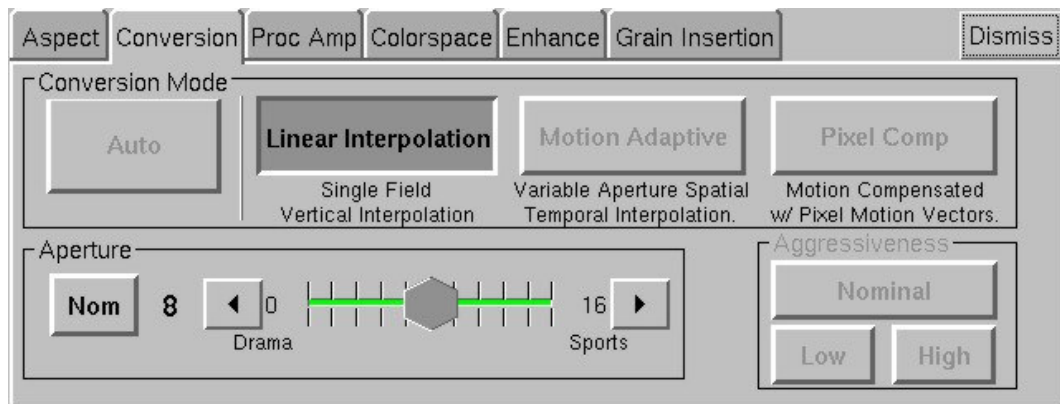 Aspect Conversion Proc Amp Colorspace Enhance Grain Insertion Dismiss
Conversion Mode
Auto
Linear Interpolation
Single Field
Vertical Interpolation
Motion Adaptive
Variable Aperture Spatial
Temporal Interpolation.
Pixel Comp
Motion Compensated
w/ Pixel Motion Vectors.
Aperture
Nom 8 0 16
Drama Sports
Aggressiveness
Nominal
Low High